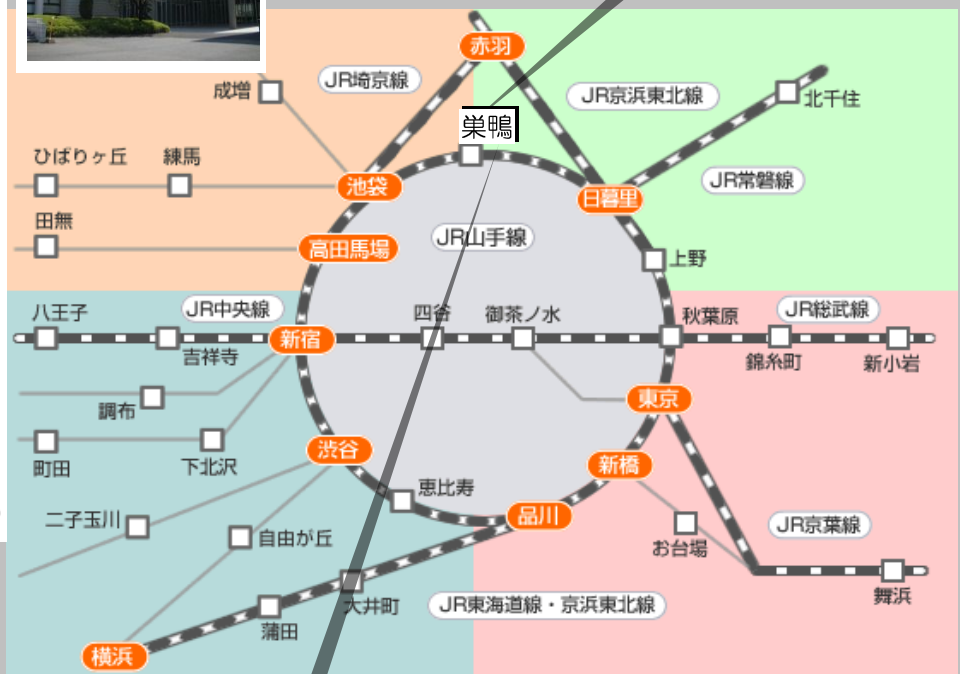 赤羽
成増
JR埼京線
JR京浜東北線
北千住
巣鴨
ひばりヶ丘
練馬
池袋
日暮里
JR常磐線
田無
高田馬場
JR山手線
上野
八王子
JR中央線
四谷
御茶ノ水
秋葉原
JR総武線
吉祥寺
新宿
錦糸町
新小岩
調布
東京
町田
下北沢
渋谷
新橋
恵比寿
二子玉川
自由が丘
品川
お台場
JR京葉線
大井町
JR東海道線・京浜東北線
舞浜
蒲田
横浜